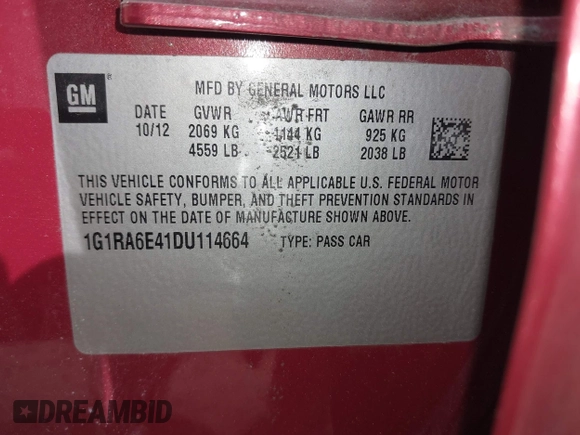 GM ®
MFD BY GENERAL MOTORS LLC
DATE GVWR GAWR FRT GAWR RR
10/12 2069 KG 1144 KG 925 KG
4559 LB 2521 LB 2038 LB
THIS VEHICLE CONFORMS TO ALL APPLICABLE U.S. FEDERAL MOTOR
VEHICLE SAFETY, BUMPER, AND THEFT PREVENTION STANDARDS IN
EFFECT ON THE DATE OF MANUFACTURE SHOWN ABOVE.
1G1RA6E41DU114664 TYPE: PASS CAR
DREAMBID